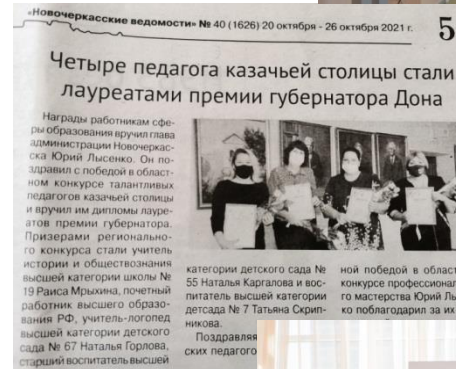 «Новочеркасские ведомости» № 40 (1626) 20 октября - 26 октября 2021 г.
5
Четыре педагога казачьей столицы стали
лауреатами премии губернатора Дона
Награды работникам сфе-
ры образования вручил глава
администрации Новочеркас-
ска Юрий Лысенко. Он по-
здравил с победой в област-
ном конкурсе талантливых
педагогов казачьей столицы
и вручил им дипломы лауре-
атов премии губернатора.
Призерами регионально-
го конкурса стали учитель
истории и обществознания
высшей категории школы №
19 Раиса Мрыхина, почетный
работник высшего образо-
вания РФ, учитель-логопед
высшей категории детского
сада № 67 Наталья Горлова,
старший воспитатель высшей
категории детского сада №
55 Наталья Каргалова и вос-
питатель высшей категории
детсада № 7 Татьяна Скрип-
никова.
Поздравляя
ских педагого
ной победой в област
конкурсе профессионал
го мастерства Юрий Лы
ко поблагодарил за их